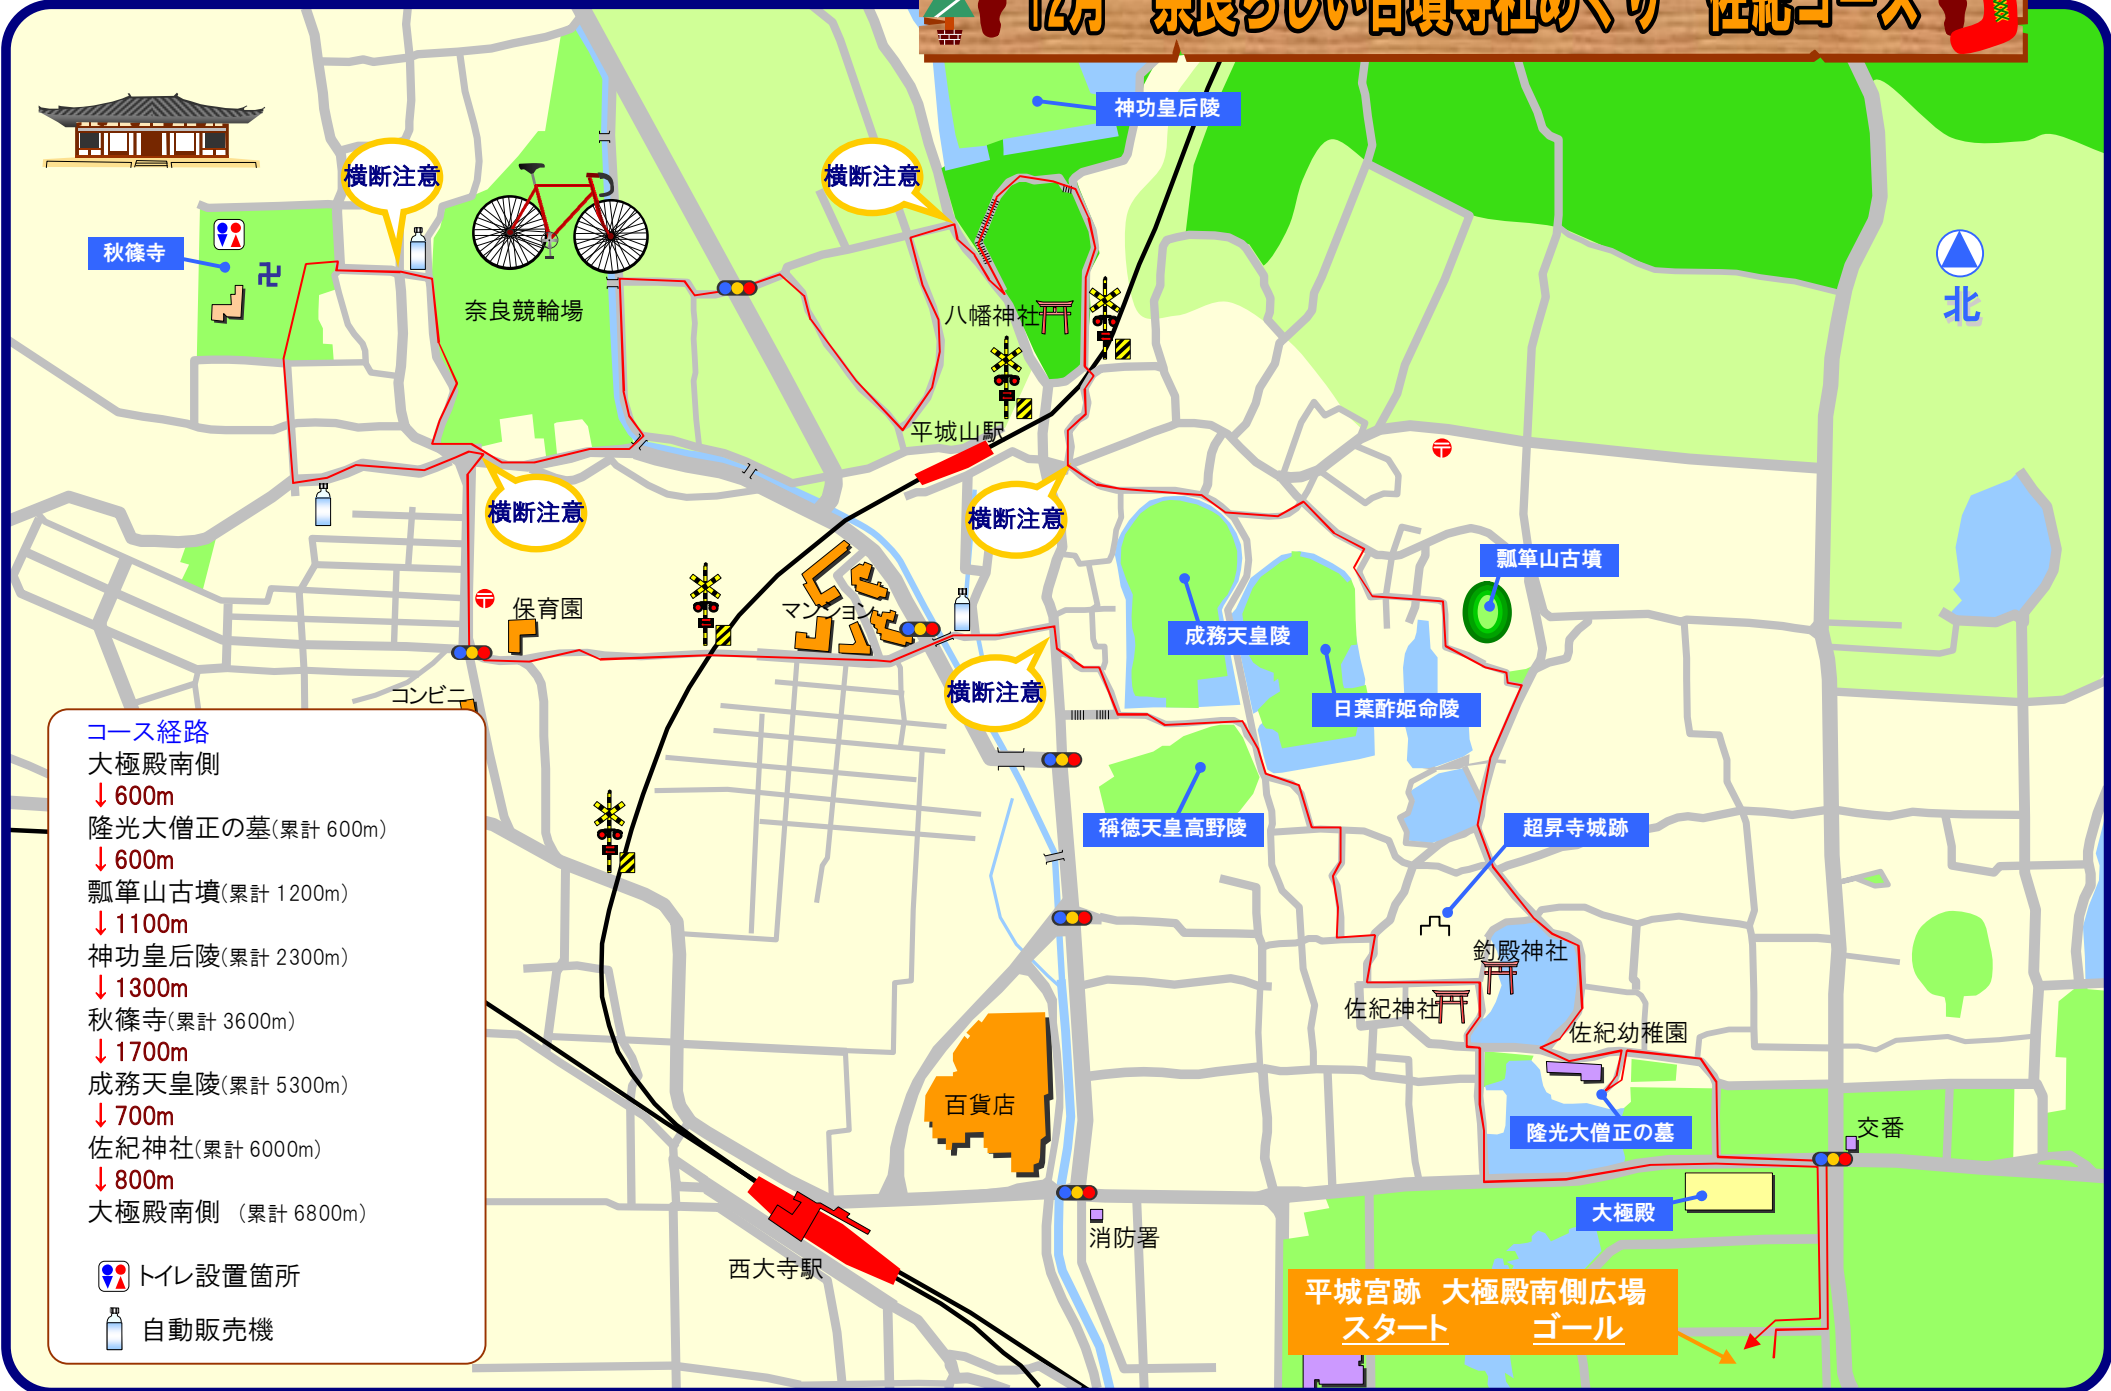 12月 奈良らしい古墳寺社めぐり 佐紀コース
神功皇后陵
横断注意
横断注意
秋篠寺
卍
奈良競輪場
八幡神社
北
平城山駅
横断注意
横断注意
瓢箪山古墳
保育園
マンション
成務天皇陵
横断注意
日葉酢姫命陵
コンビニ
稱徳天皇高野陵
超昇寺城跡
釣殿神社
佐紀神社
佐紀幼稚園
百貨店
隆光大僧正の墓
交番
大極殿
消防署
西大寺駅
平城宮跡 大極殿南側広場
スタート ゴール
コース経路
大極殿南側
↓600m
隆光大僧正の墓(累計 600m)
↓600m
瓢箪山古墳(累計 1200m)
↓1100m
神功皇后陵(累計 2300m)
↓1300m
秋篠寺(累計 3600m)
↓1700m
成務天皇陵(累計 5300m)
↓700m
佐紀神社(累計 6000m)
↓800m
大極殿南側 (累計 6800m)
トイレ設置箇所
自動販売機